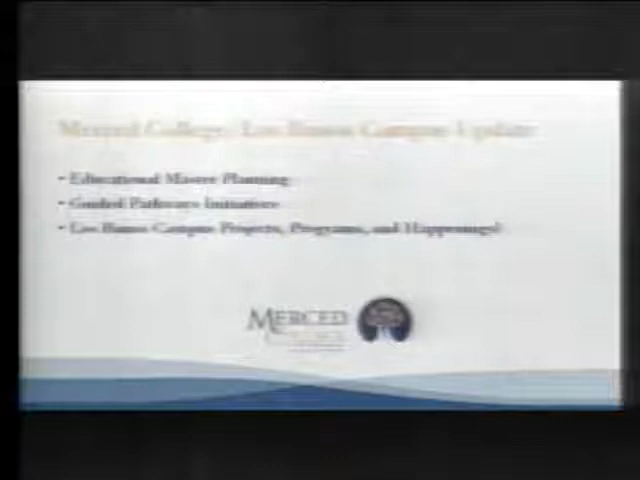 Merced College: Los Banos Campus Update
• Educational Master Planning
• Guided Pathways Initiatives
• Los Banos Campus Projects, Programs, and Happenings!
MERCED